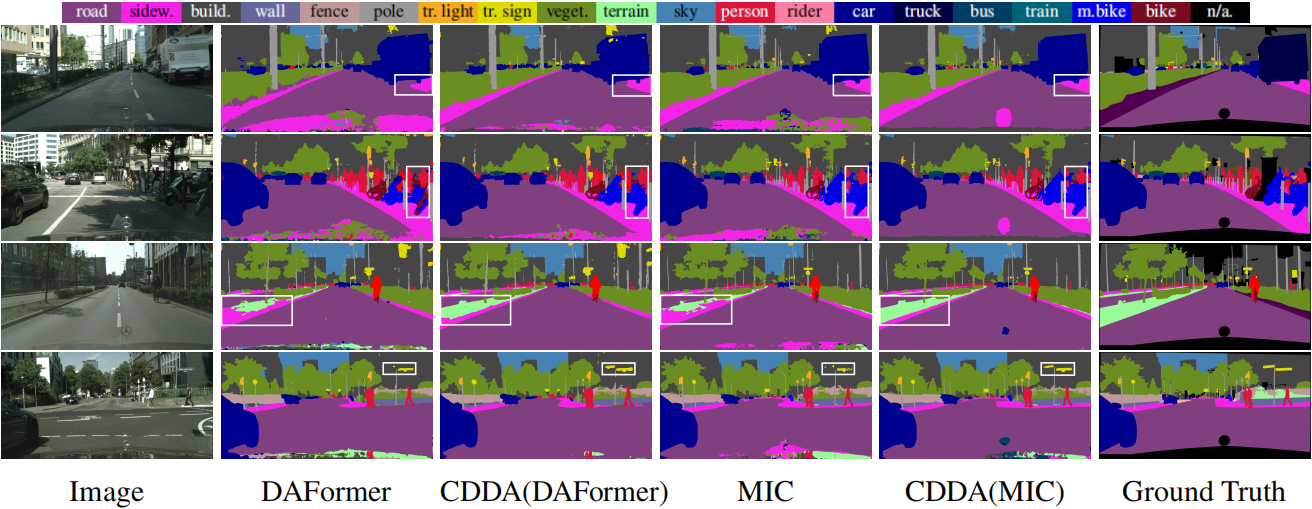 road sidew. build. wall fence pole tr. light tr. sign veget. terrain sky person rider car truck bus train m.bike bike n/a.
Image DAFormer CDDA(DAFormer) MIC CDDA(MIC) Ground Truth